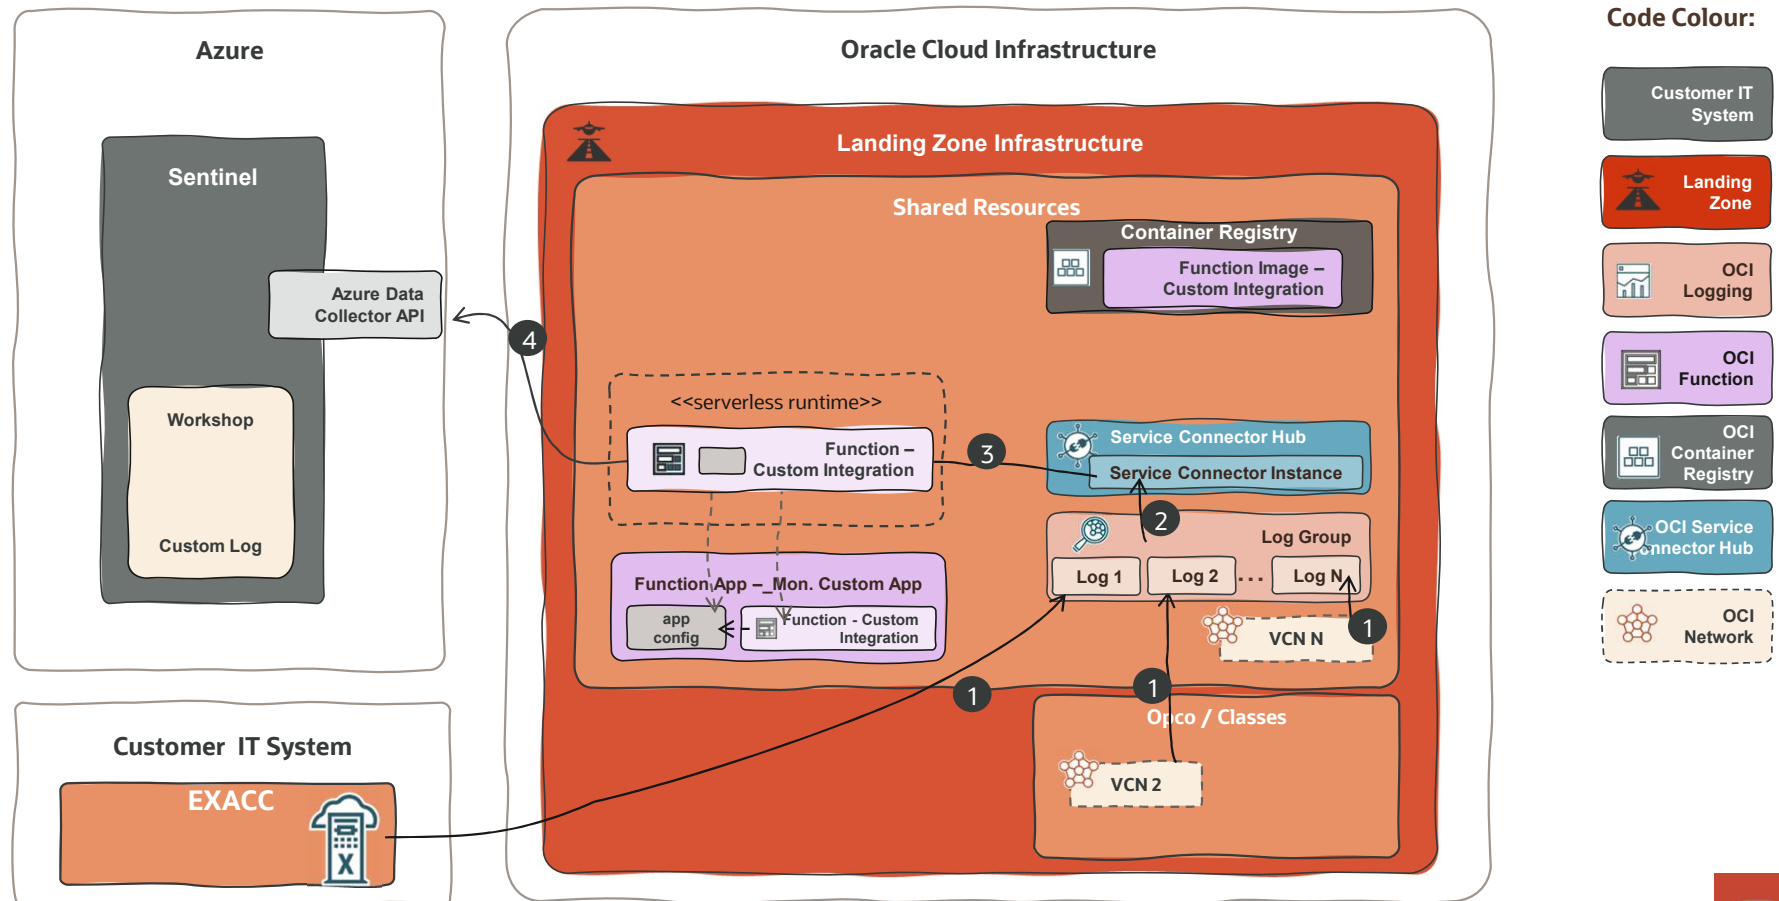 Azure
Sentinel
Azure Data
Collector API
Workshop
Custom Log
Customer IT System
EXACC
X
Oracle Cloud Infrastructure
Landing Zone Infrastructure
Shared Resources
Container Registry
Function Image –
Custom Integration
4
<<serverless runtime>>
Function –
Custom Integration
3
Service Connector Hub
Service Connector Instance
2
Log Group
Log 1
Log 2
...
Log N
Function App –_Mon. Custom App
app
config
Function - Custom
Integration
VCN N
1
1
1
Opco / Classes
VCN 2
Code Colour:
Customer IT
System
Landing
Zone
OCI
Logging
OCI
Function
OCI
Container
Registry
OCI Service
Connector Hub
OCI
Network